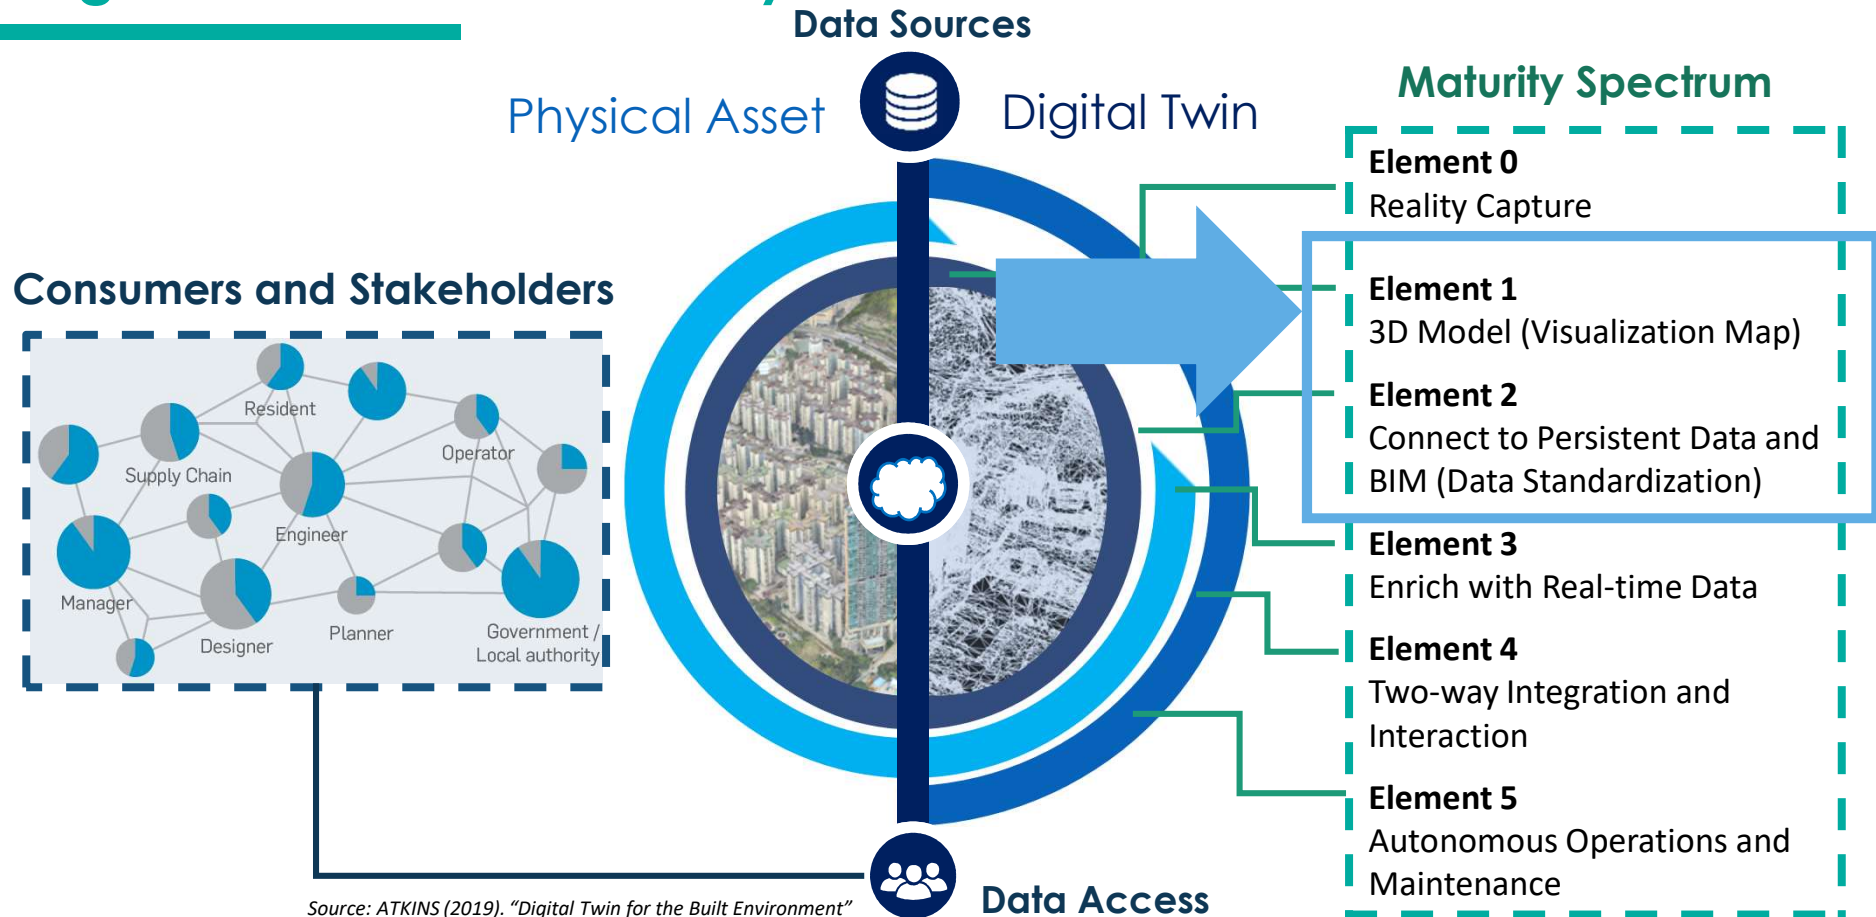 Data Sources
Physical Asset
Digital Twin
Maturity Spectrum
Element 0
Reality Capture
Element 1
3D Model (Visualization Map)
Element 2
Connect to Persistent Data and
BIM (Data Standardization)
Element 3
Enrich with Real-time Data
Element 4
Two-way Integration and
Interaction
Element 5
Autonomous Operations and
Maintenance
Consumers and Stakeholders
Resident
Operator
Supply Chain
Engineer
Manager
Designer
Planner
Government /
Local authority
Data Access
Source: ATKINS (2019). “Digital Twin for the Built Environment”